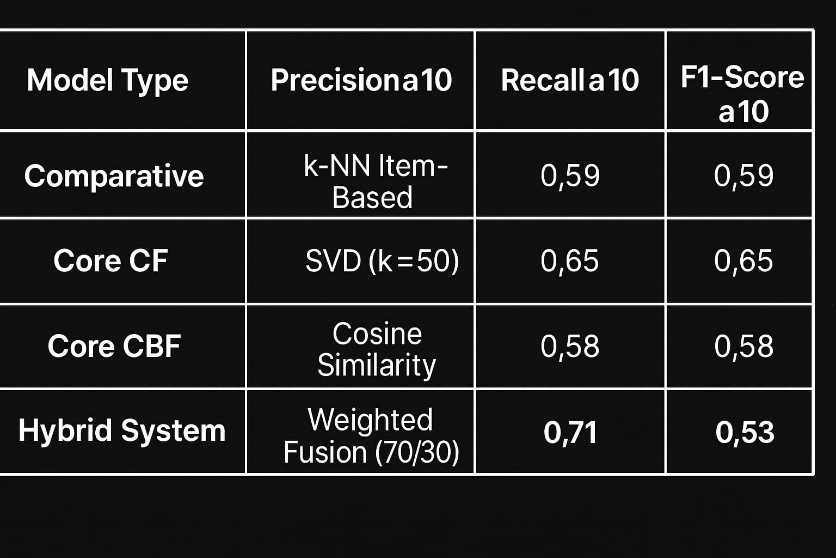 Model Type
Precisiona10
Recalla10
F1-Score
a10
Comparative
k-NN Item-
Based
0,59
0,59
Core CF
SVD (k=50)
0,65
0,65
Core CBF
Cosine
Similarity
0,58
0,58
Hybrid System
Weighted
Fusion (70/30)
0,71
0,53